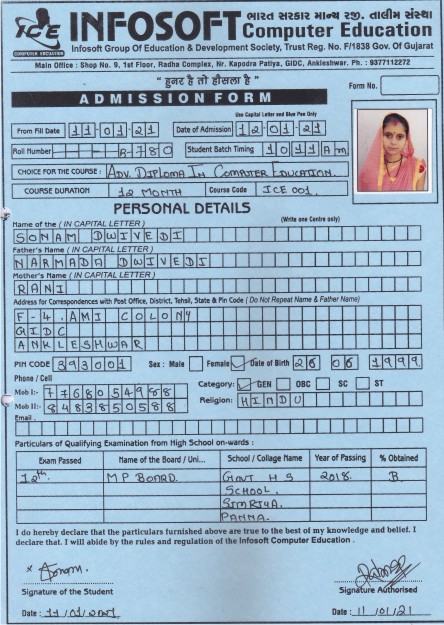 ICE INFOSOFT ભારત સરકાર માન્ય રજી. તાલીમ સંસ્થા
Computer Education
COMPUTER EDUCATION
Infosoft Group Of Education & Development Society, Trust Reg. No. F/1838 Gov. Of Gujarat
Main Office : Shop No. 9, 1st Floor, Radha Complex, Nr. Kapodra Patiya, GIDC, Ankleshwar. Ph. : 9377112272
" हुनर है तो हौसला है "
Form No.
ADMISSION FORM
Use Capital Letter and Blue Pen Only
From Fill Date 11-01-21 Date of Admission 12-01-21
Roll Number R-780 Student Batch Timing 10 11 Am
CHOICE FOR THE COURSE : Adv. Diploma In Computer Education.
COURSE DURATION 12 MONTH Course Code ICE 001
PERSONAL DETAILS
(Write one Centre only)
Name of the ( IN CAPITAL LETTER )
SONAM DWIVEDI
Father's Name ( IN CAPITAL LETTER )
NARMADA DWIVEDI
Mother's Name ( IN CAPITAL LETTER )
RANI
Address for Correspondences with Post Office, District, Tehsil, State & Pin Code ( Do Not Repeat Name & Father Name)
F-4. AMI COLONY
GIDC
ANKLESHWAR
PIN CODE 393001 Sex : Male Female Date of Birth 26 06 1999
Phone / Cell
Category: GEN OBC SC ST
Mob I:- 7768054988
Religion: HINDU
Mob II:- 8483850588
Email .
Particulars of Qualifying Examination from High School on-wards :
Exam Passed Name of the Board / Uni... School / Collage Name Year of Passing % Obtained
12th MP BOARD. Govt H S 2018. B
SCHOOL.
SIMRIYA.
PANNA.
I do hereby declare that the particulars furnished above are true to the best of my knowledge and belief. I
declare that. I will abide by the rules and regulation of the Infosoft Computer Education .
Signature of the Student Signature Authorised
Date : 11/01/2021 Date : 11/01/21